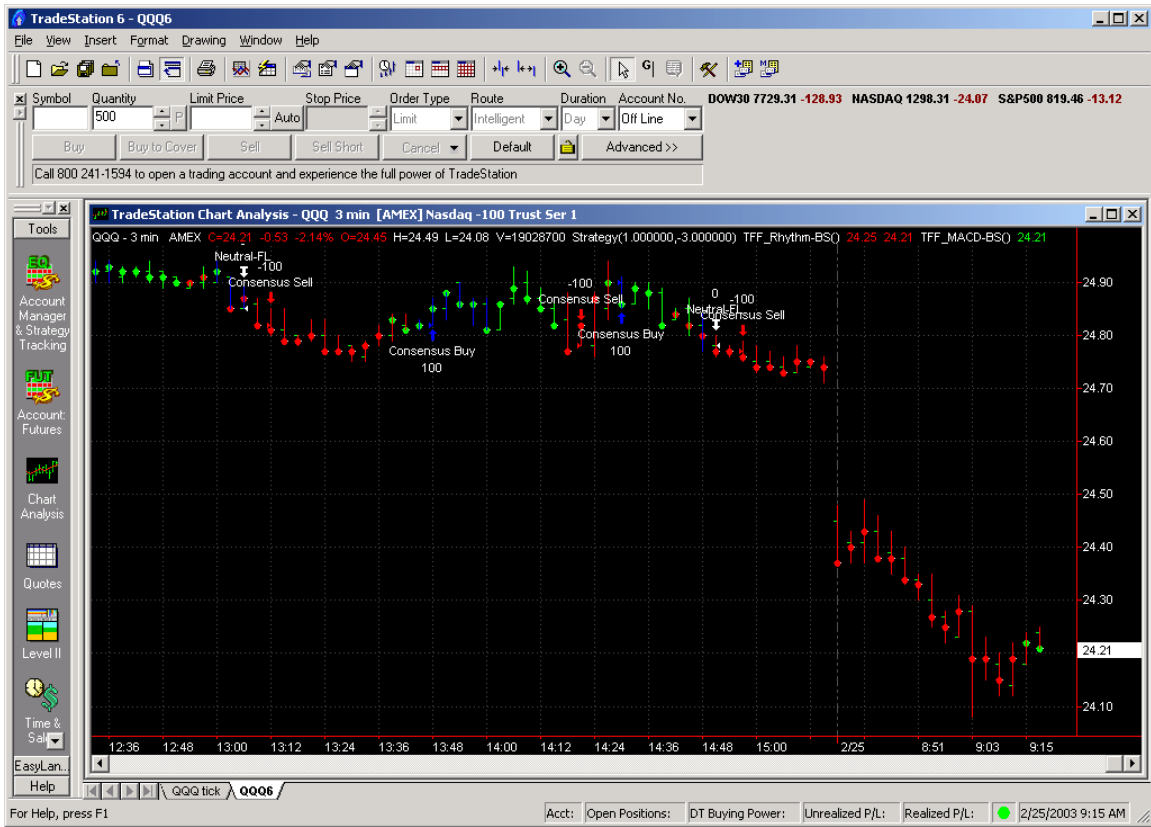 TradeStation 6 - QQQ6
File View Insert Format Drawing Window Help
Symbol Quantity Limit Price Stop Price Order Type Route Duration Account No. DOW30 7729.31 -128.93 NASDAQ 1298.31 -24.07 S&P500 819.46 -13.12
500 P Auto Limit Intelligent Day Off Line
Buy Buy to Cover Sell Sell Short Cancel Default Advanced >>
Call 800 241-1594 to open a trading account and experience the full power of TradeStation
Tools
Account Manager & Strategy Tracking
FUT
Account: Futures
Chart Analysis
Quotes
Level II
Time &
EasyLan..
Help
TradeStation Chart Analysis - QQQ 3 min [AMEX] Nasdaq -100 Trust Ser 1
QQQ - 3 min AMEX C=24.21 -0.53 -2.14% O=24.45 H=24.49 L=24.08 V=19028700 Strategy(1.000000,-3.000000) TFF_Rhythm-BS() 24.25 24.21 TFF_MACD-BS() 24.21
Neutral-FL
-100
Consensus Sell
Consensus Buy
100
-100
Consensus Sell
Consensus Buy
100
0
Neutral-FL
-100
Consensus Sell
24.90
24.80
24.70
24.60
24.50
24.40
24.30
24.21
24.10
12:36 12:48 13:00 13:12 13:24 13:36 13:48 14:00 14:12 14:24 14:36 14:48 15:00 2/25 8:51 9:03 9:15
QQQ tick QQQ6
For Help, press F1
Acct: Open Positions: DT Buying Power: Unrealized P/L: Realized P/L: 2/25/2003 9:15 AM